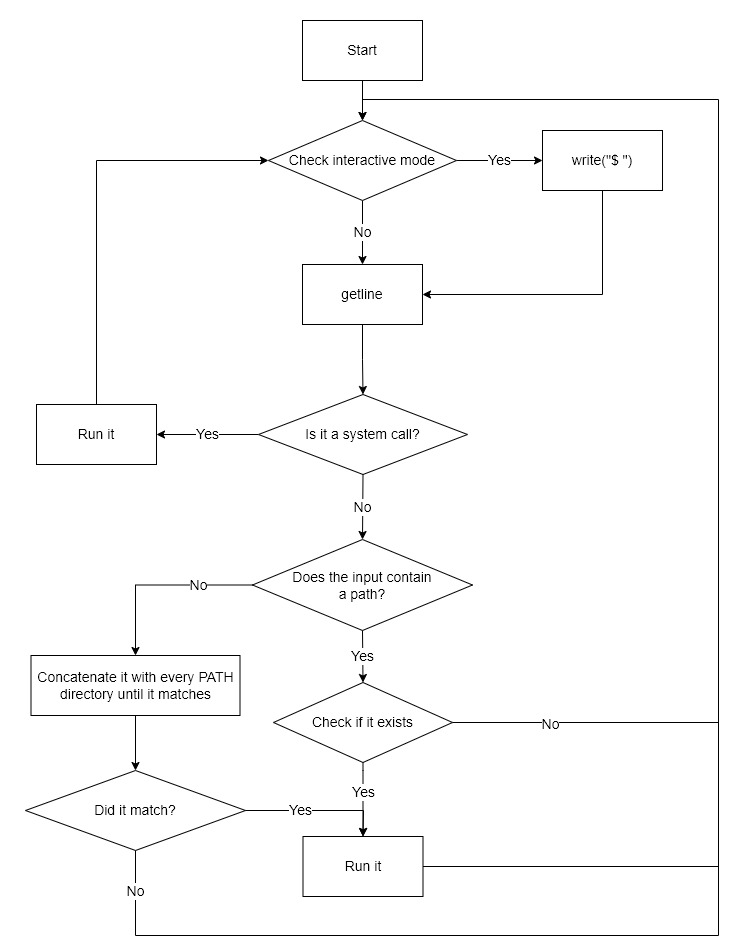 Start
Check interactive mode
Yes
write("$ ")
No
getline
Run it
Yes
Is it a system call?
No
No
Does the input contain
a path?
Yes
Concatenate it with every PATH
directory until it matches
Check if it exists
No
Yes
Did it match?
Yes
Run it
No